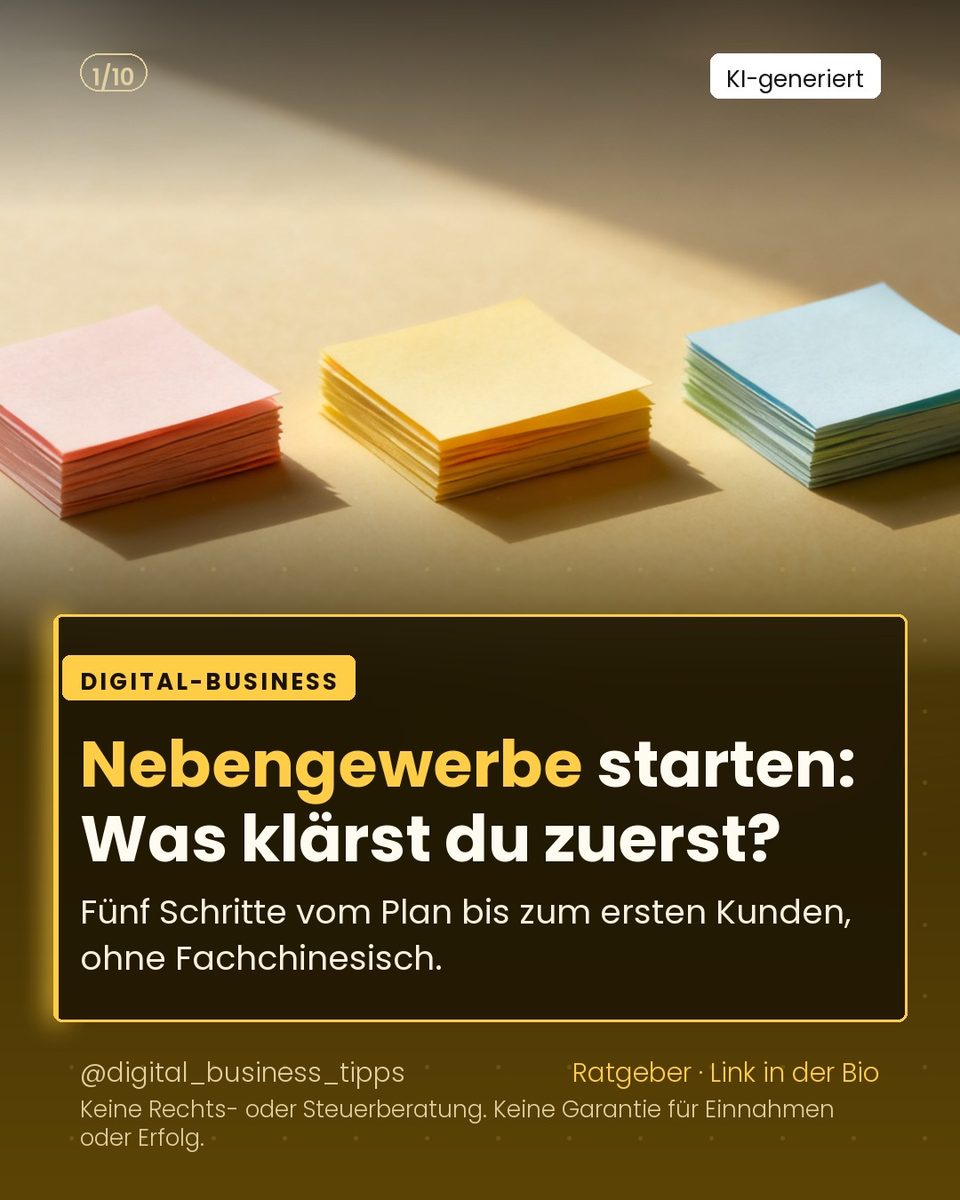 1/10
KI-generiert
DIGITAL-BUSINESS
Nebengewerbe starten:
Was klärst du zuerst?
Fünf Schritte vom Plan bis zum ersten Kunden,
ohne Fachchinesisch.
@digital_business_tipps
Ratgeber · Link in der Bio
Keine Rechts- oder Steuerberatung. Keine Garantie für Einnahmen
oder Erfolg.